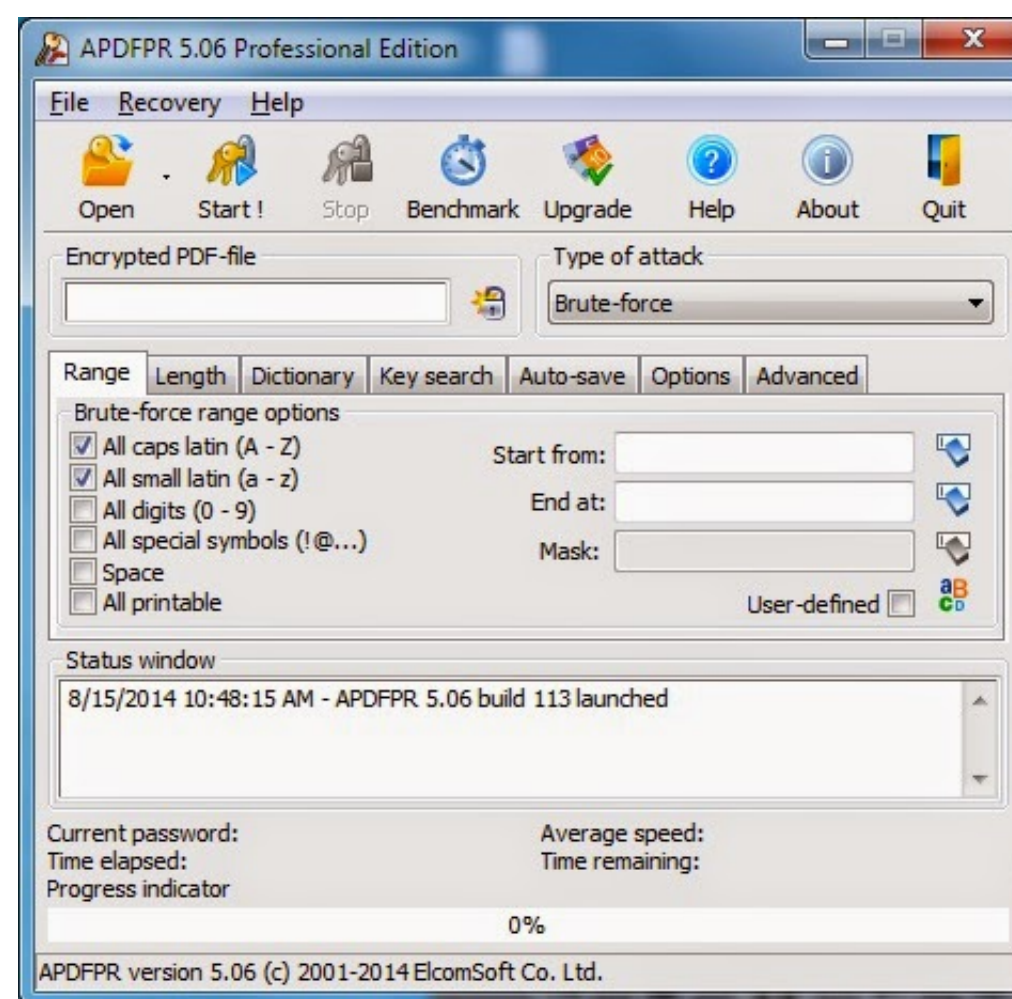 APDFPR 5.06 Professional Edition
File Recovery Help
Open Start ! Stop Benchmark Upgrade Help About Quit
Encrypted PDF-file
Type of attack
Brute-force
Range Length Dictionary Key search Auto-save Options Advanced
Brute-force range options
All caps latin (A - Z)
All small latin (a - z)
All digits (0 - 9)
All special symbols (!@...)
Space
All printable
Start from:
End at:
Mask:
User-defined
aB
CD
Status window
8/15/2014 10:48:15 AM - APDFPR 5.06 build 113 launched
Current password:
Average speed:
Time elapsed:
Time remaining:
Progress indicator
0%
APDFPR version 5.06 (c) 2001-2014 ElcomSoft Co. Ltd.